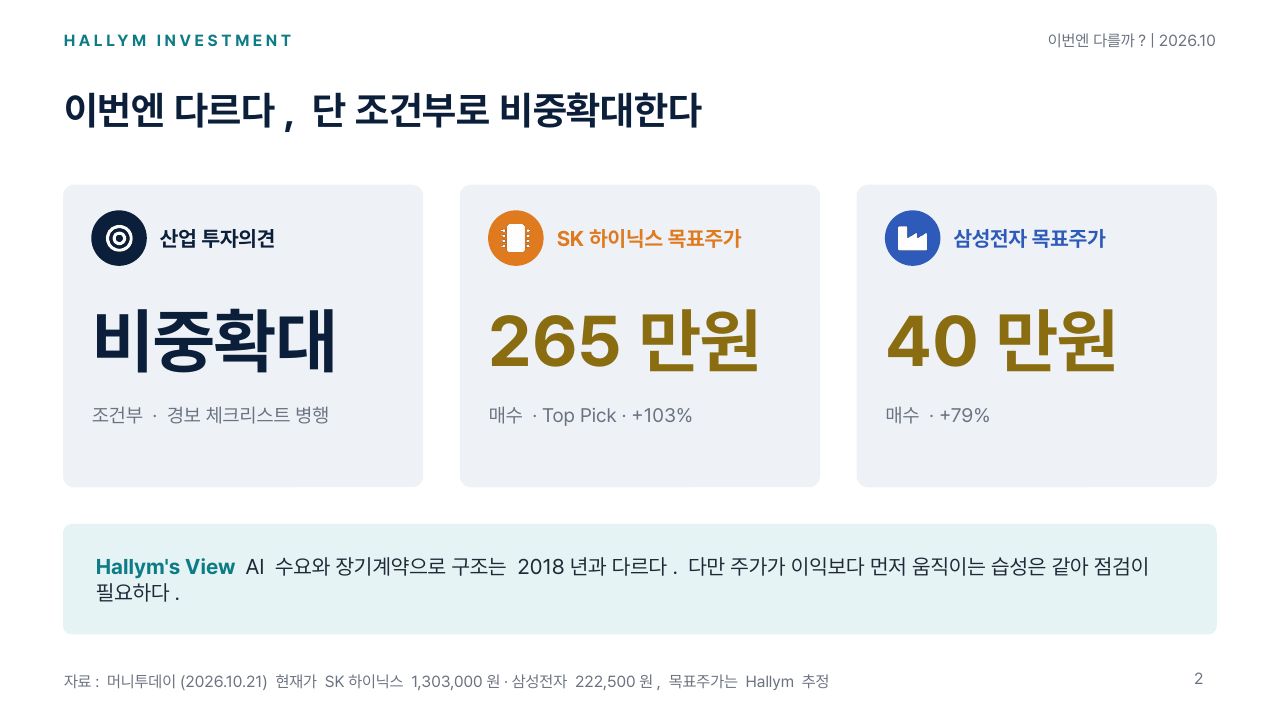 HALLYM INVESTMENT
이번엔 다를까 ? | 2026.10
이번엔 다르다 , 단 조건부로 비중확대한다
산업 투자의견
비중확대
조건부 · 경보 체크리스트 병행
SK 하이닉스 목표주가
265 만원
매수 · Top Pick · +103%
삼성전자 목표주가
40 만원
매수 · +79%
Hallym's View AI 수요와 장기계약으로 구조는 2018 년과 다르다 . 다만 주가가 이익보다 먼저 움직이는 습성은 같아 점검이
필요하다 .
자료 : 머니투데이 (2026.10.21) 현재가 SK 하이닉스 1,303,000 원 · 삼성전자 222,500 원 , 목표주가는 Hallym 추정
2